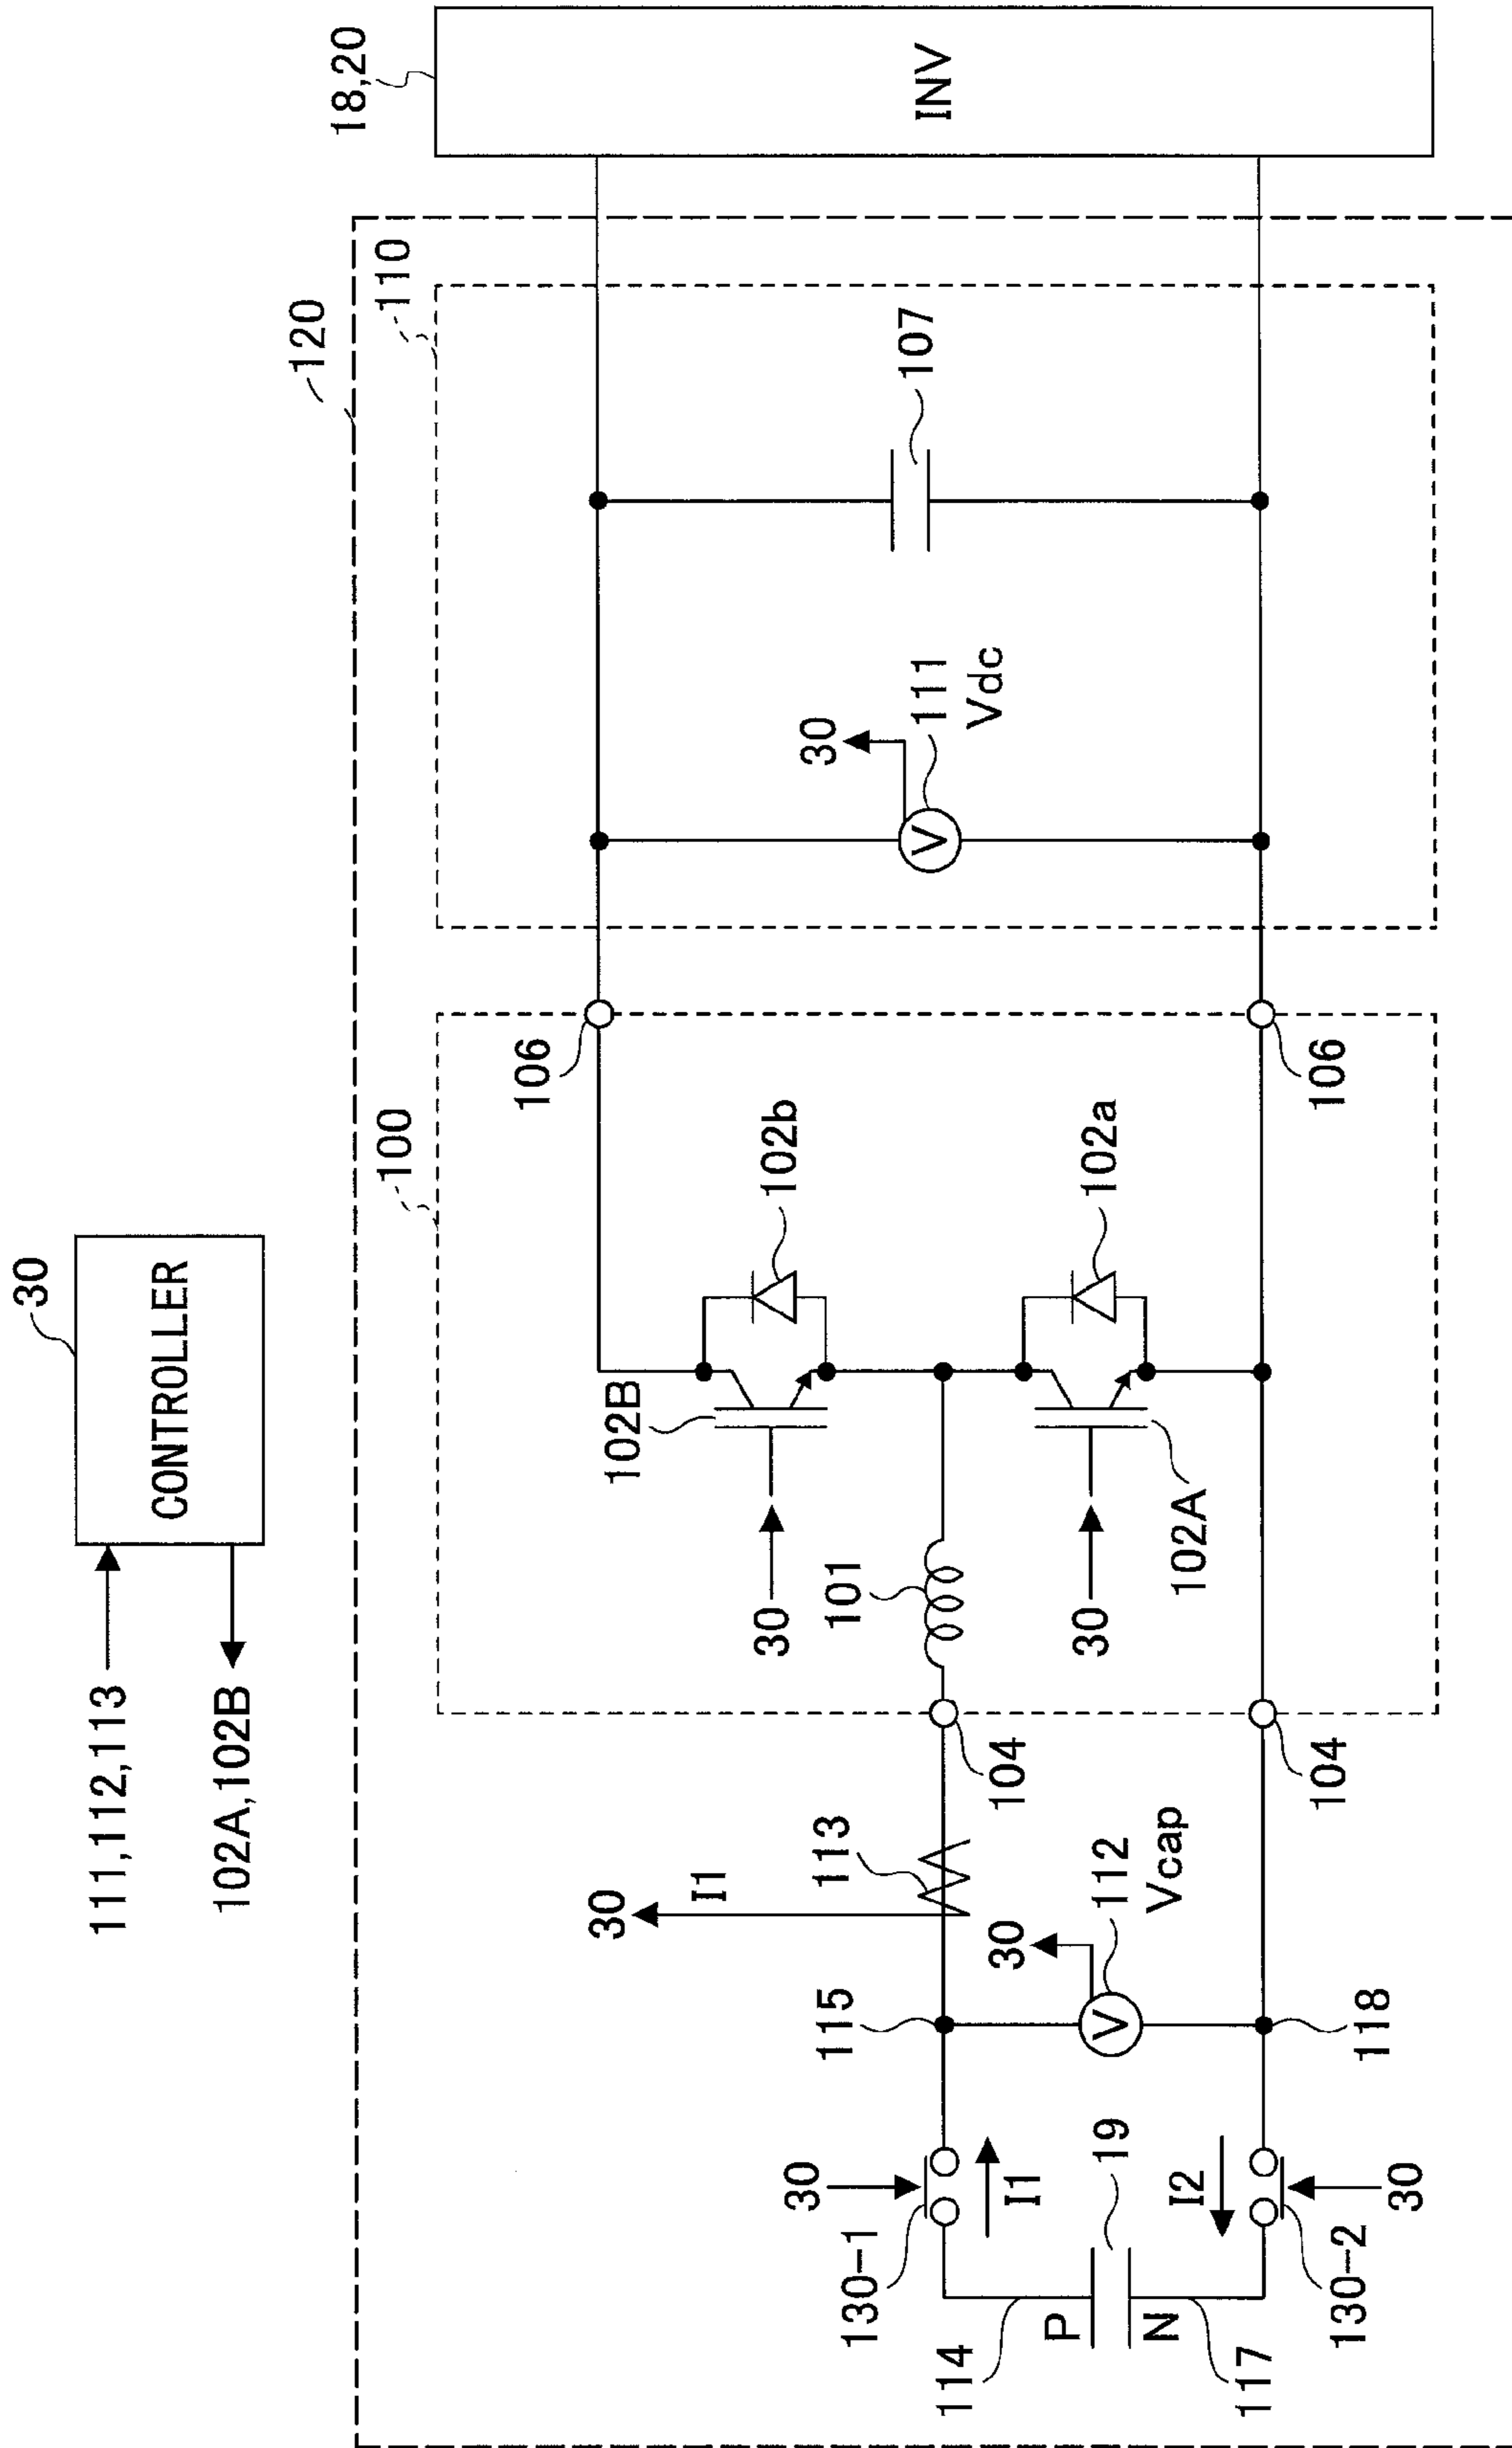 30
CONTROLLER
111,112,113
102A,102B
120
100
110
18,20
INV
106
102B
102b
30
30
101
113
I1
30
111
Vdc
107
30
104
115
30
112
Vcap
30
102A
102a
106
104
118
30
130-1
I1
19
I2
30
130-2
114
P
N
117